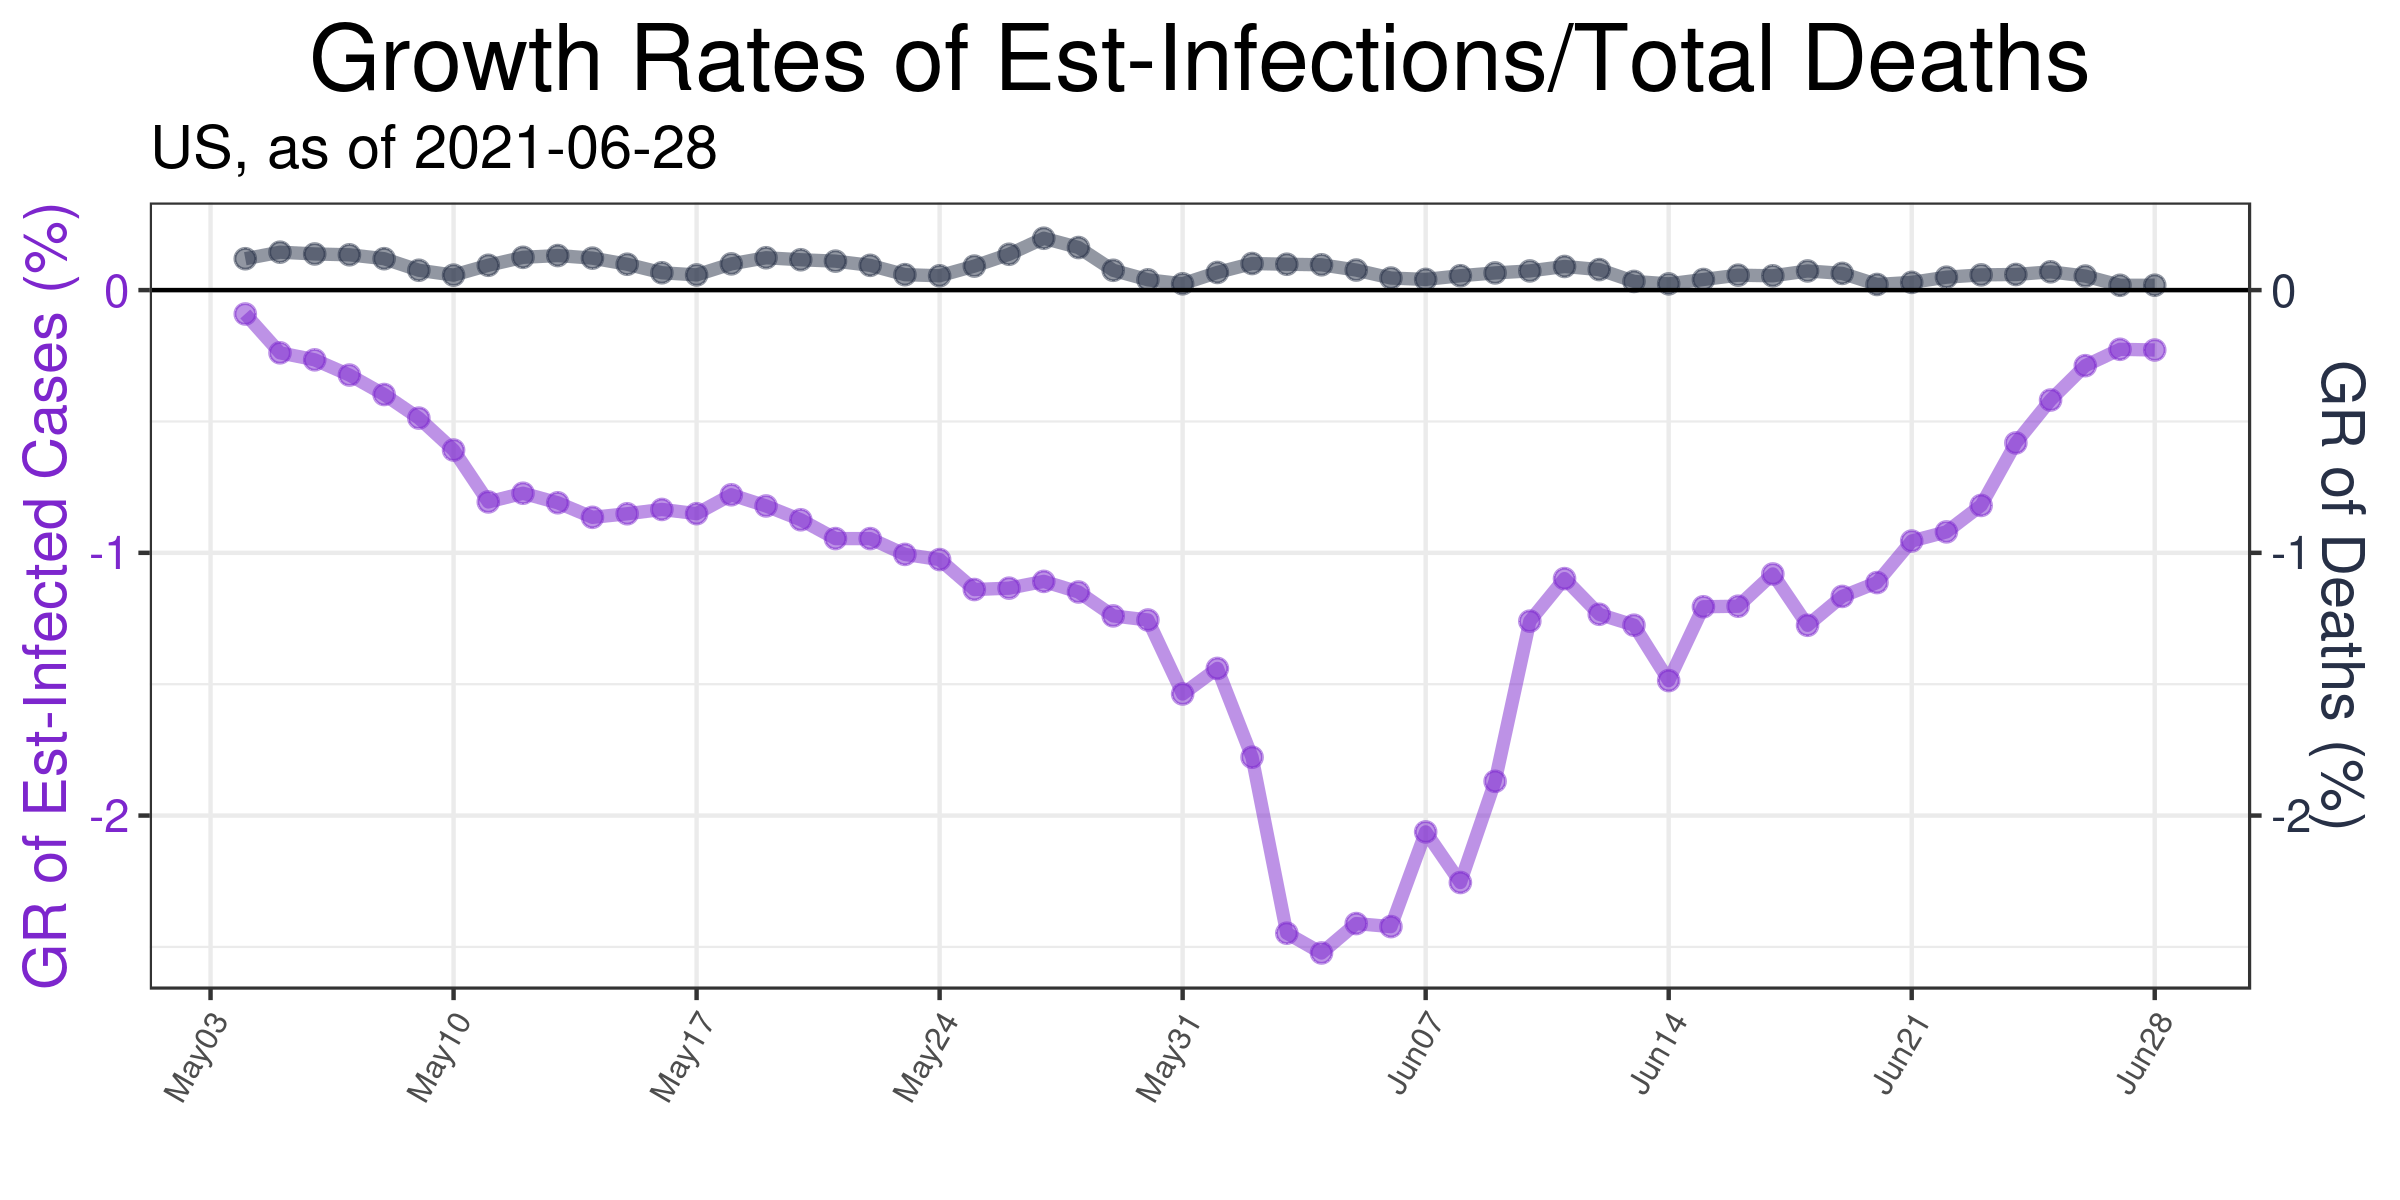 Growth Rates of Est-Infections/Total Deaths
US, as of 2021-06-28
GR of Est-Infected Cases (%)
0
-1
-2
0
-1
-2
GR of Deaths (%)
May03
May10
May17
May24
May31
Jun07
Jun14
Jun21
Jun28